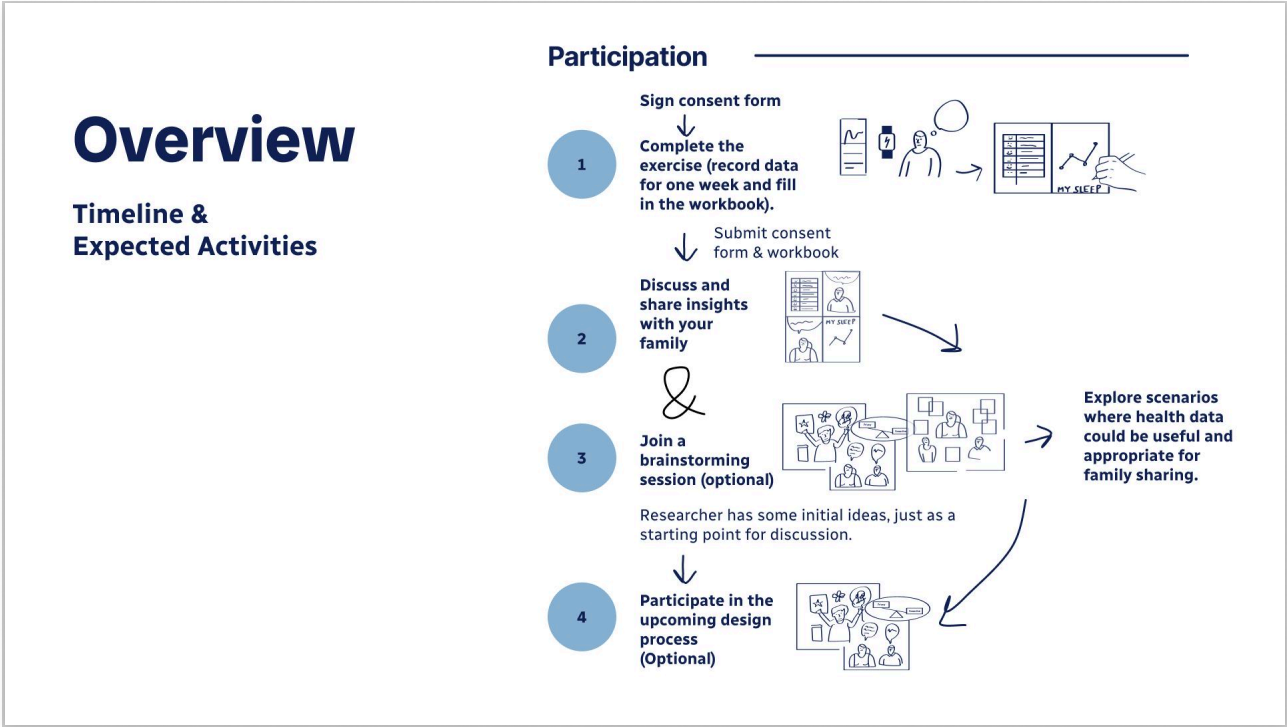 Overview
Timeline &
Expected Activities
Participation
Sign consent form
1
Complete the
exercise (record data
for one week and fill
in the workbook).
MY SLEEP
Submit consent
form & workbook
2
Discuss and
share insights
with your
family
MY SLEEP
&
3
Join a
brainstorming
session (optional)
Explore scenarios
where health data
could be useful and
appropriate for
family sharing.
Researcher has some initial ideas, just as a
starting point for discussion.
4
Participate in the
upcoming design
process
(Optional)